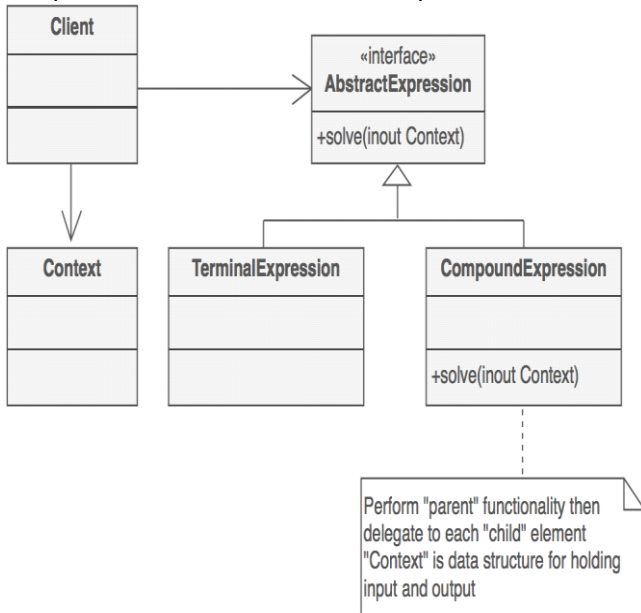 Client
«interface»
AbstractExpression
+solve(inout Context)
Context
TerminalExpression
CompoundExpression
+solve(inout Context)
Perform "parent" functionality then
delegate to each "child" element
"Context" is data structure for holding
input and output